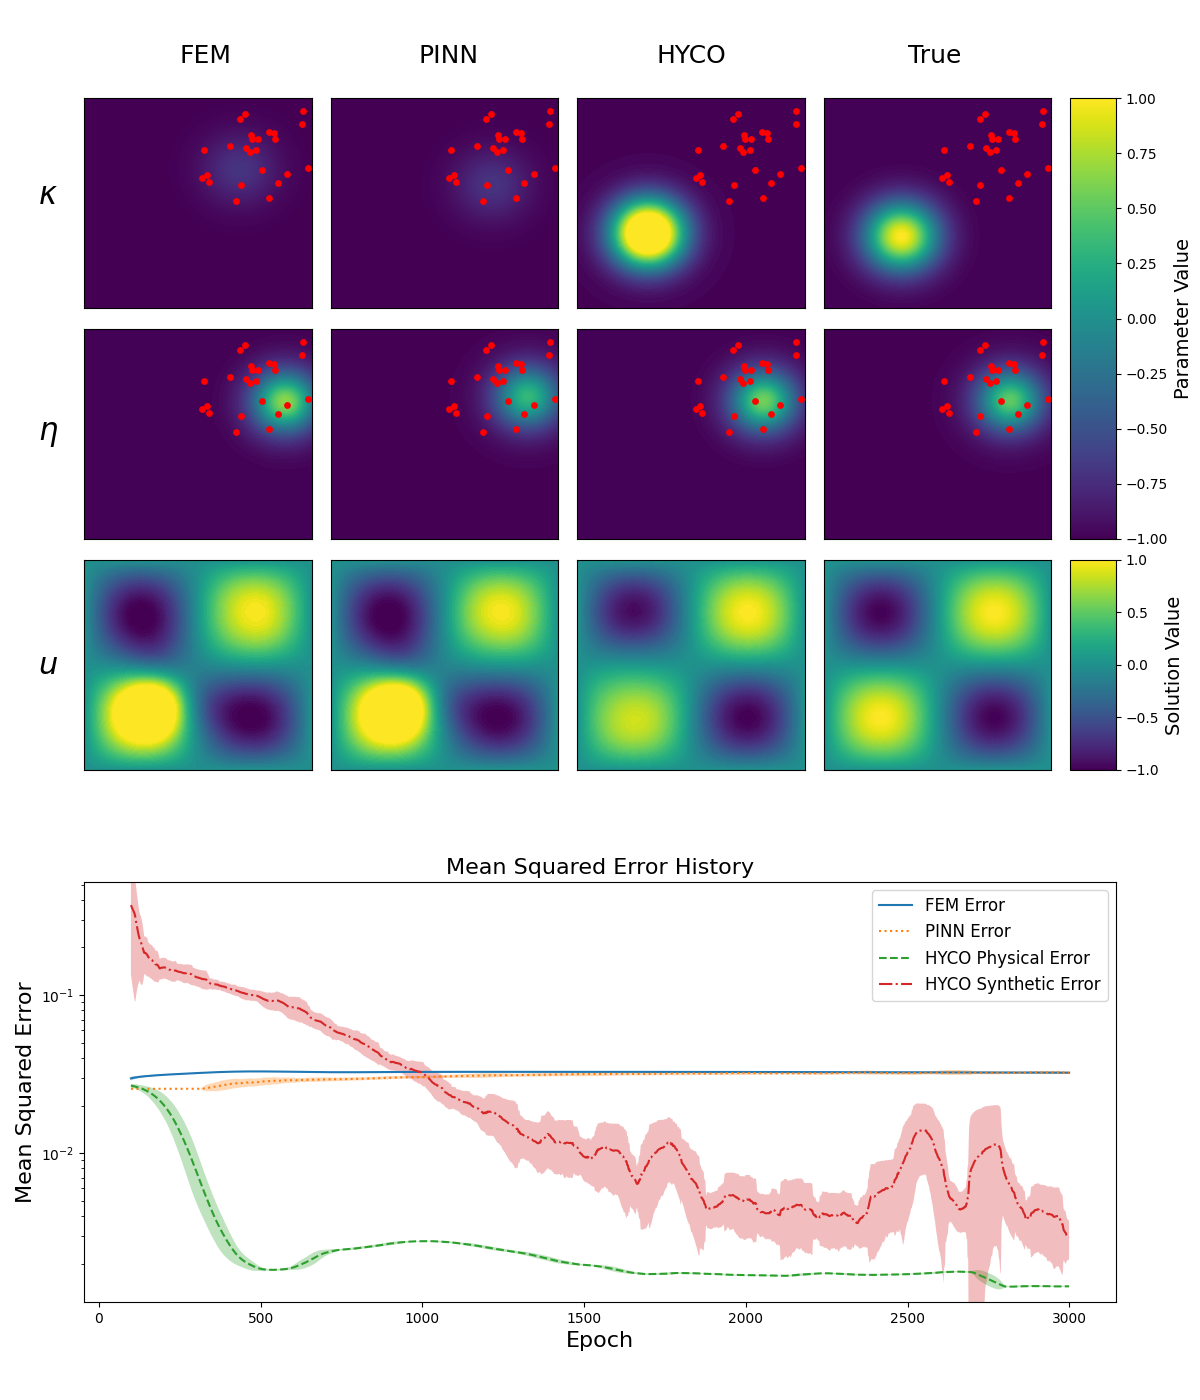 FEM PINN HYCO True
κ
η
u
1.00
0.75
0.50
0.25
0.00
−0.25
−0.50
−0.75
−1.00
Parameter Value
1.0
0.5
0.0
−0.5
−1.0
Solution Value
Mean Squared Error History
FEM Error
PINN Error
HYCO Physical Error
HYCO Synthetic Error
10⁻¹
10⁻²
Mean Squared Error
0 500 1000 1500 2000 2500 3000
Epoch